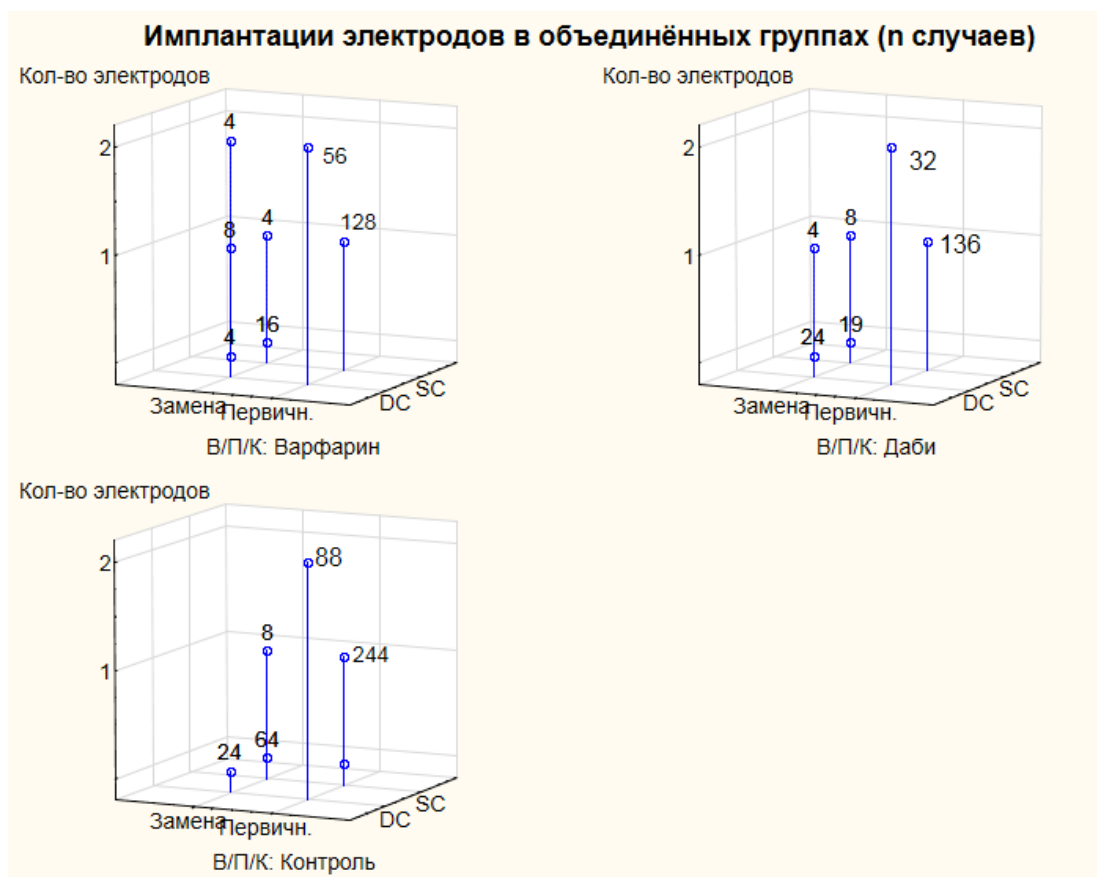 Имплантации электродов в объединённых группах (n случаев)
Кол-во электродов
4
2
56
8
4
128
1
16
4
SC
DC
Замена
Первичн.
В/П/К: Варфарин
Кол-во электродов
2
32
4
8
136
1
24
19
SC
DC
Замена
Первичн.
В/П/К: Даби
Кол-во электродов
2
88
8
244
1
24
64
SC
DC
Замена
Первичн.
В/П/К: Контроль